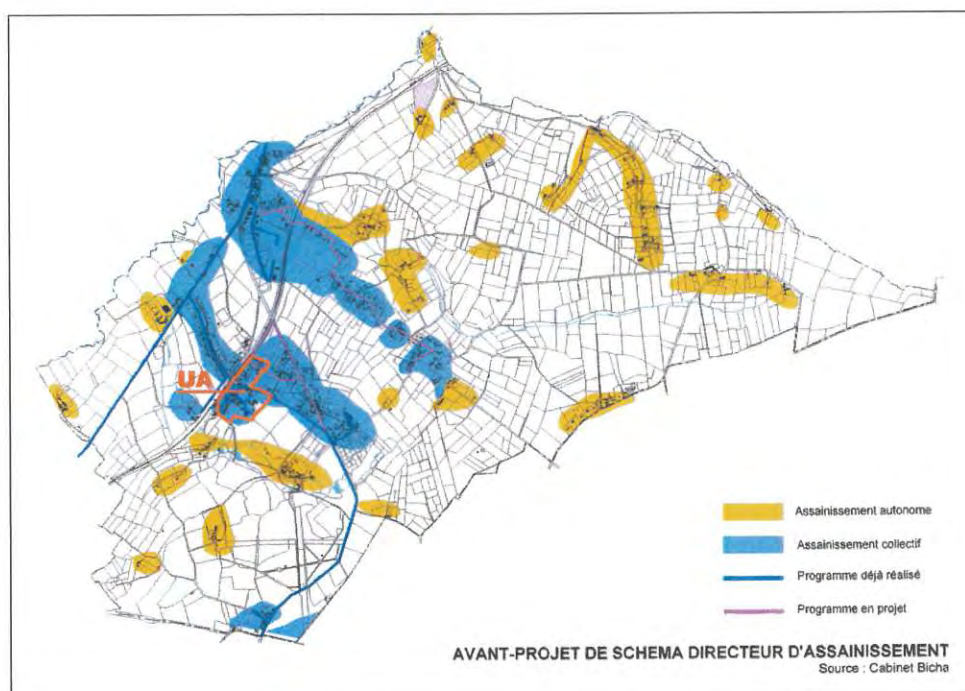 UA
Assainissement autonome
Assainissement collectif
Programme déjà réalisé
Programme en projet
AVANT-PROJET DE SCHEMA DIRECTEUR D'ASSAINISSEMENT
Source : Cabinet Bicha